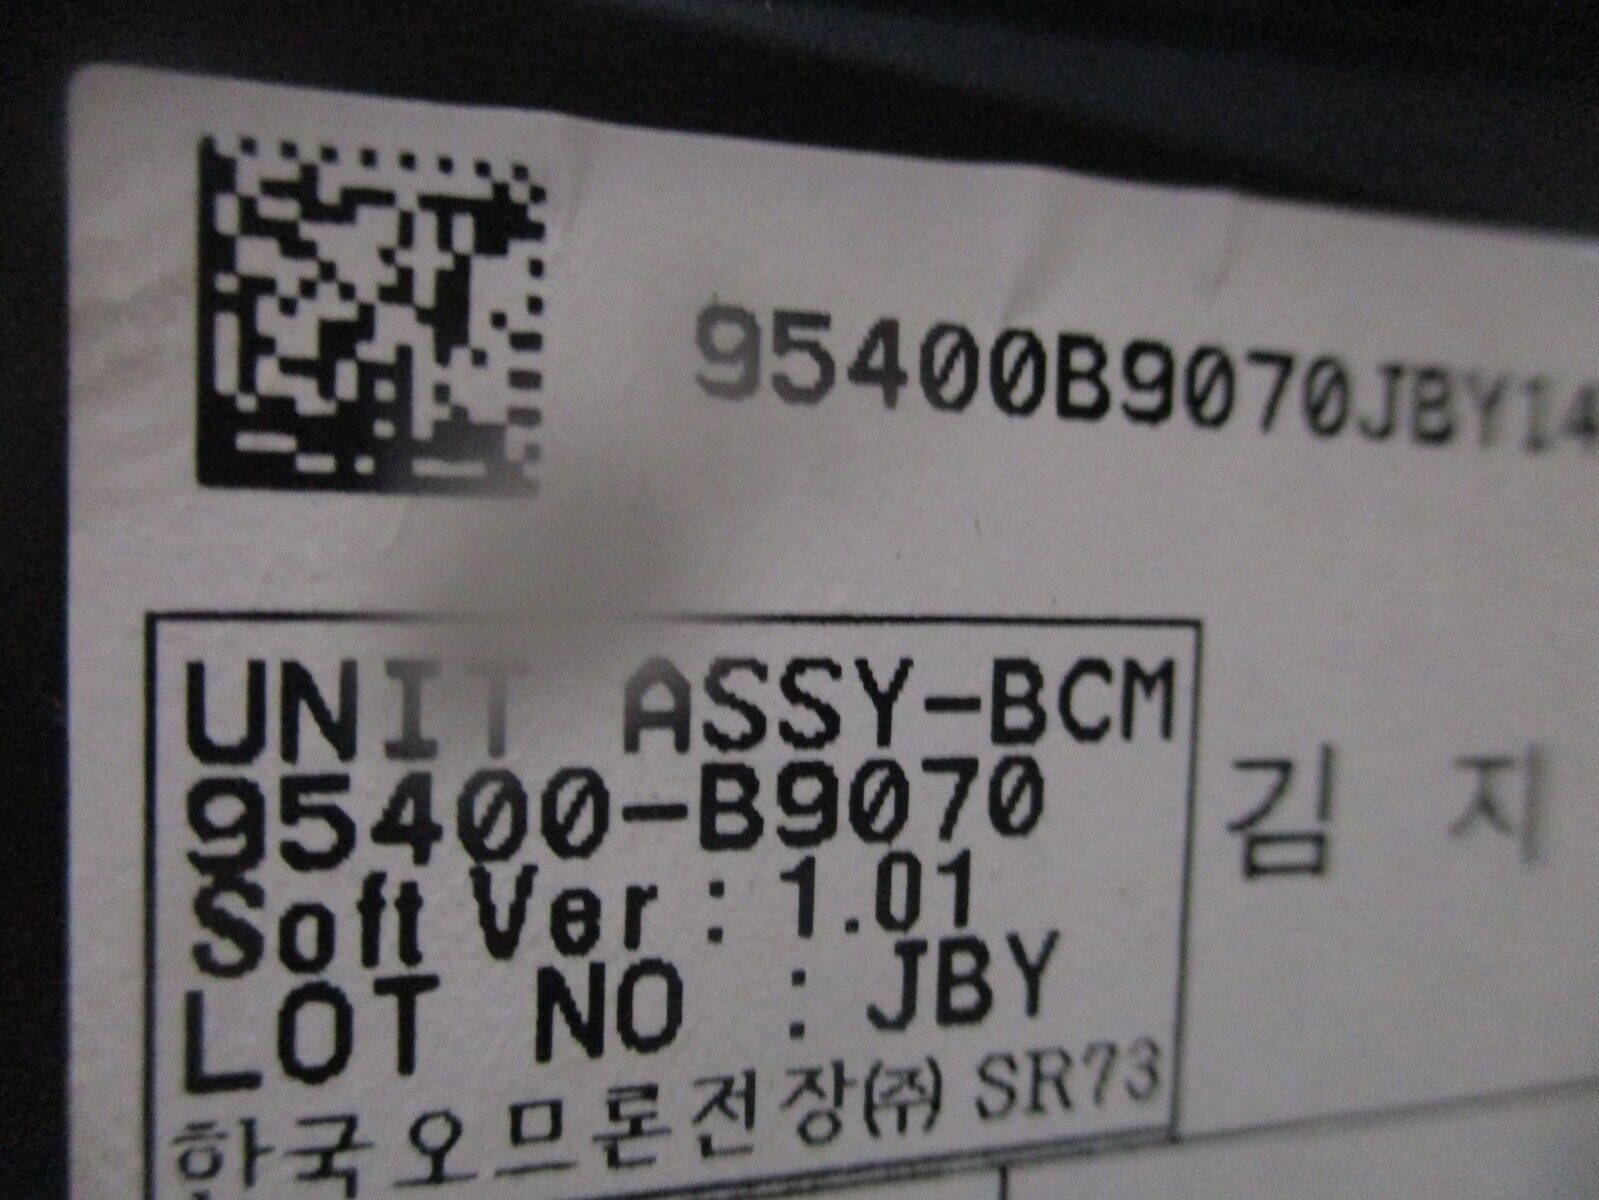 95400B9070JBY14
UNIT ASSY-BCM
95400-B9070
Soft Ver : 1.01
LOT NO : JBY
한국오므론전장(주) SR73
김 지